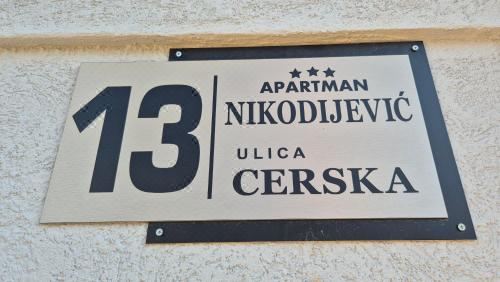 13
APARTMAN
NIKODIJEVIĆ
ULICA
CERSKA